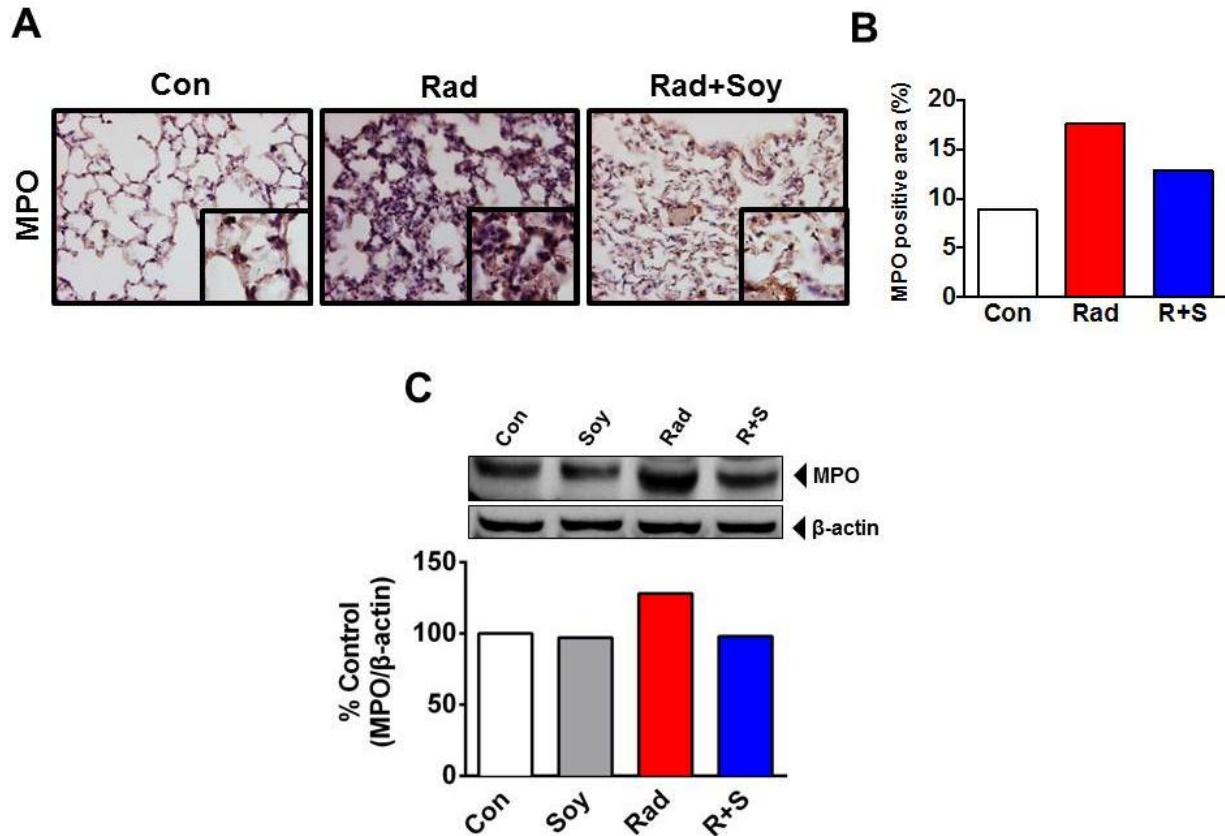 A
Con Rad Rad+Soy
MPO
B
MPO positive area (%)
20
15
10
5
0
Con Rad R+S
C
Con Soy Rad R+S
MPO
β-actin
% Control
(MPO/β-actin)
150
100
50
0
Con Soy Rad R+S